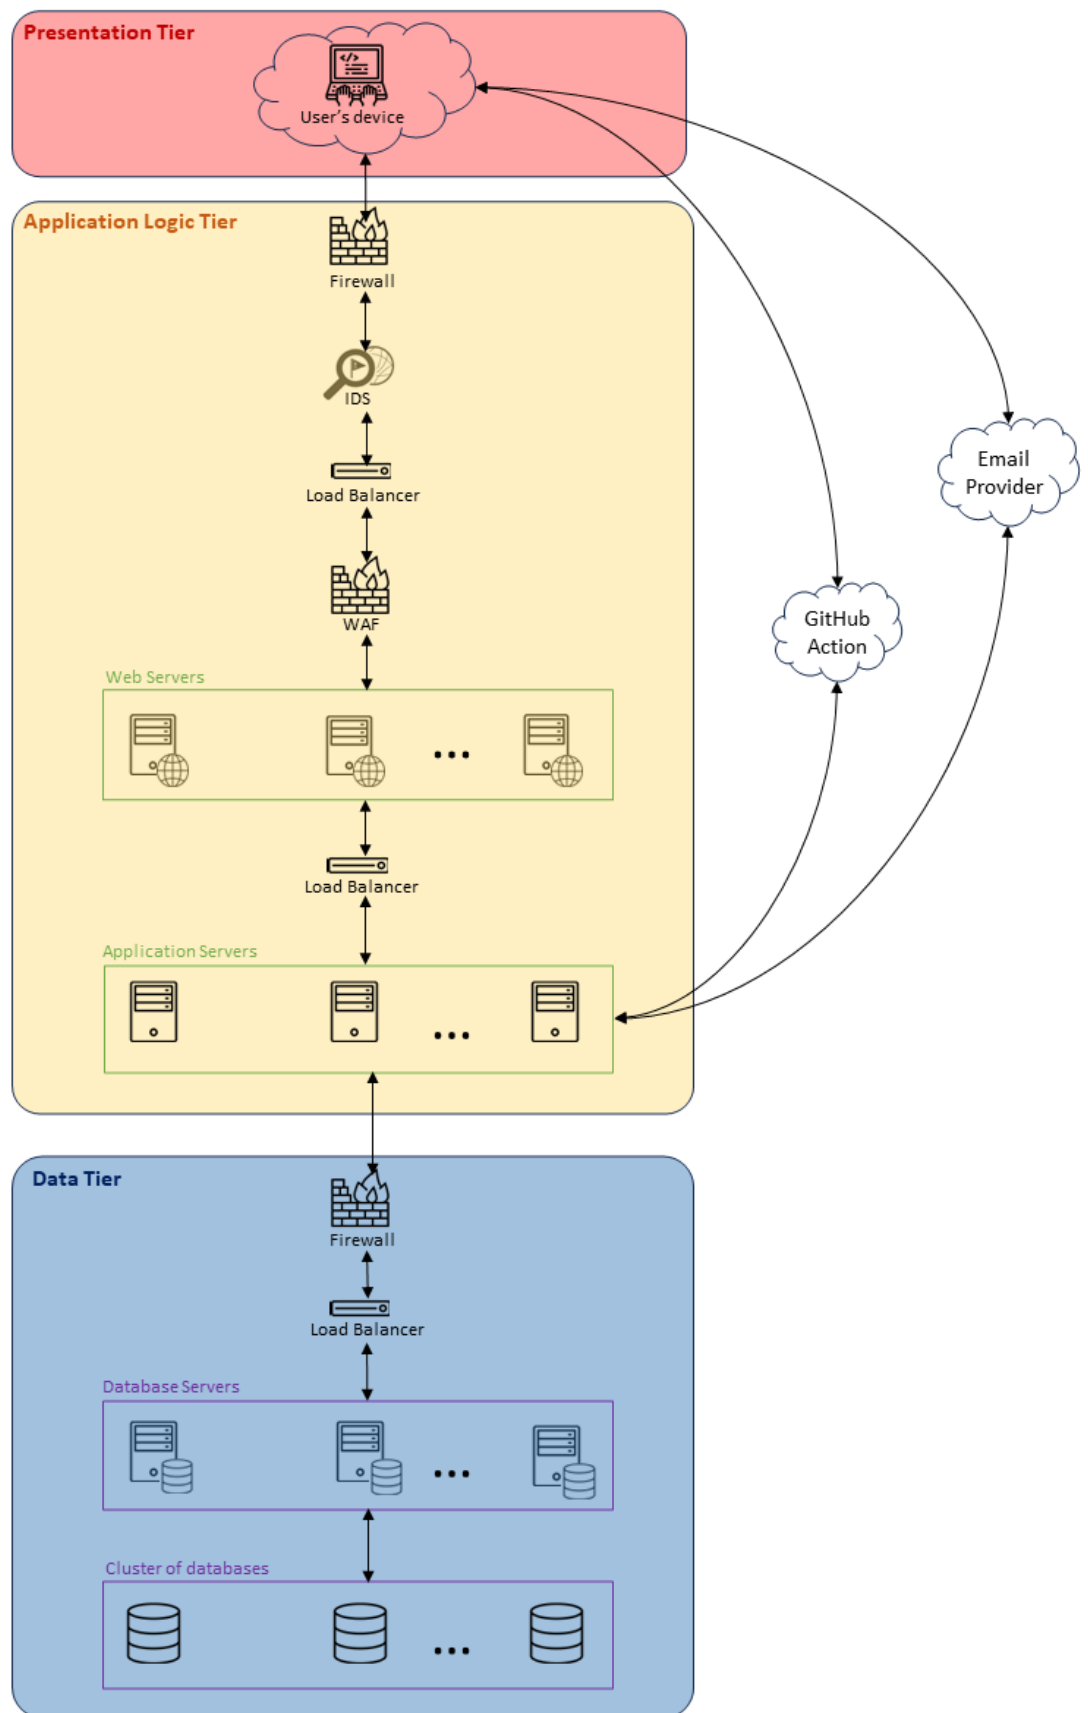 Presentation Tier
User's device
Application Logic Tier
Firewall
IDS
Load Balancer
WAF
Email
Provider
GitHub
Action
Web Servers
Load Balancer
Application Servers
Data Tier
Firewall
Load Balancer
Database Servers
Cluster of databases